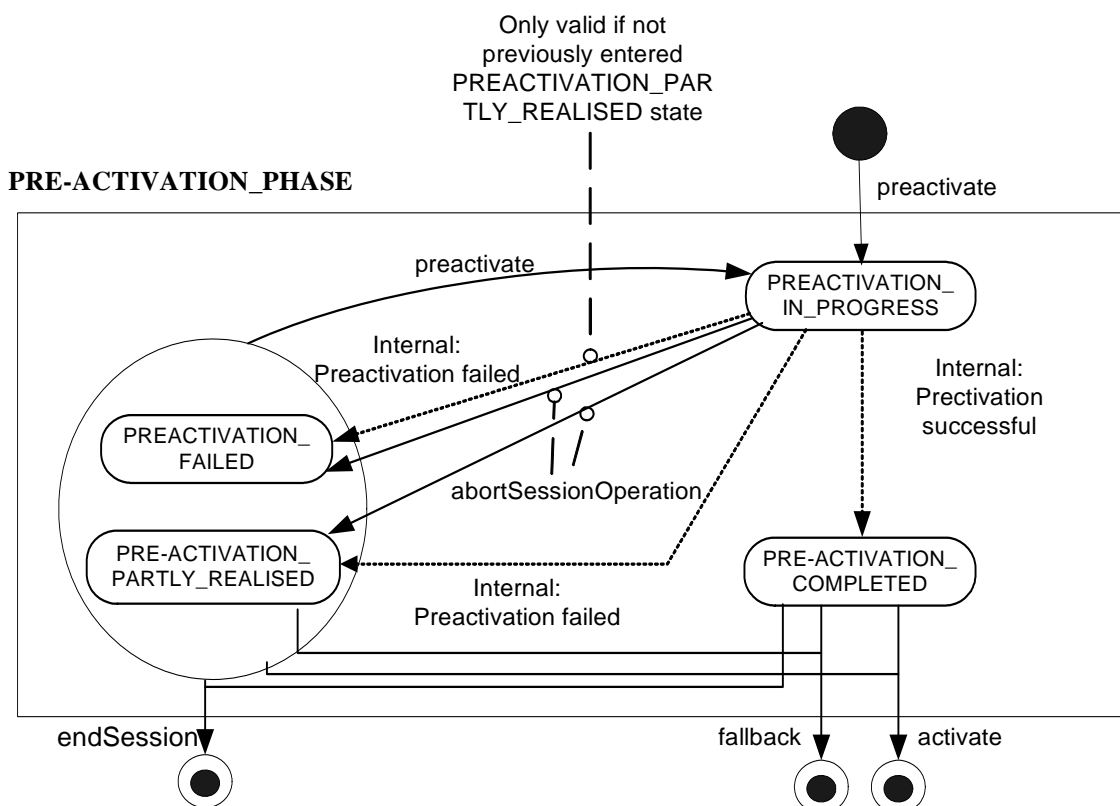 Only valid if not
previously entered
PREACTIVATION_PAR
TLY_REALISED state
PRE-ACTIVATION_PHASE
preactivate
preactivate
PREACTIVATION_
IN_PROGRESS
Internal:
Preactivation failed
Internal:
Prectivation
successful
PREACTIVATION_
FAILED
abortSessionOperation
PRE-ACTIVATION_
PARTLY_REALISED
PRE-ACTIVATION_
COMPLETED
Internal:
Preactivation failed
endSession
fallback
activate